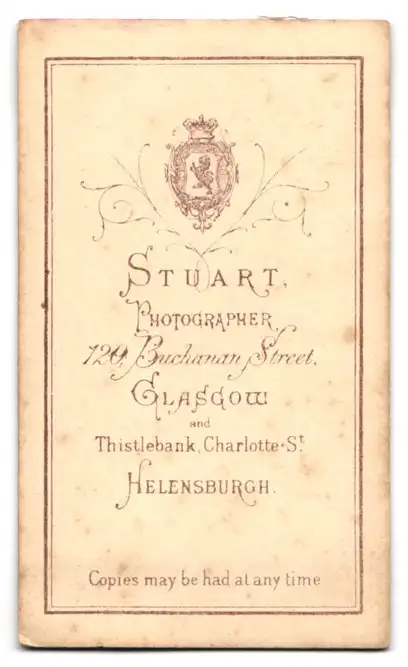 STUART,
PHOTOGRAPHER,
120, Buchanan Street.
GLASGOW
and
Thistlebank, Charlotte St
HELENSBURGH.
Copies may be had at any time